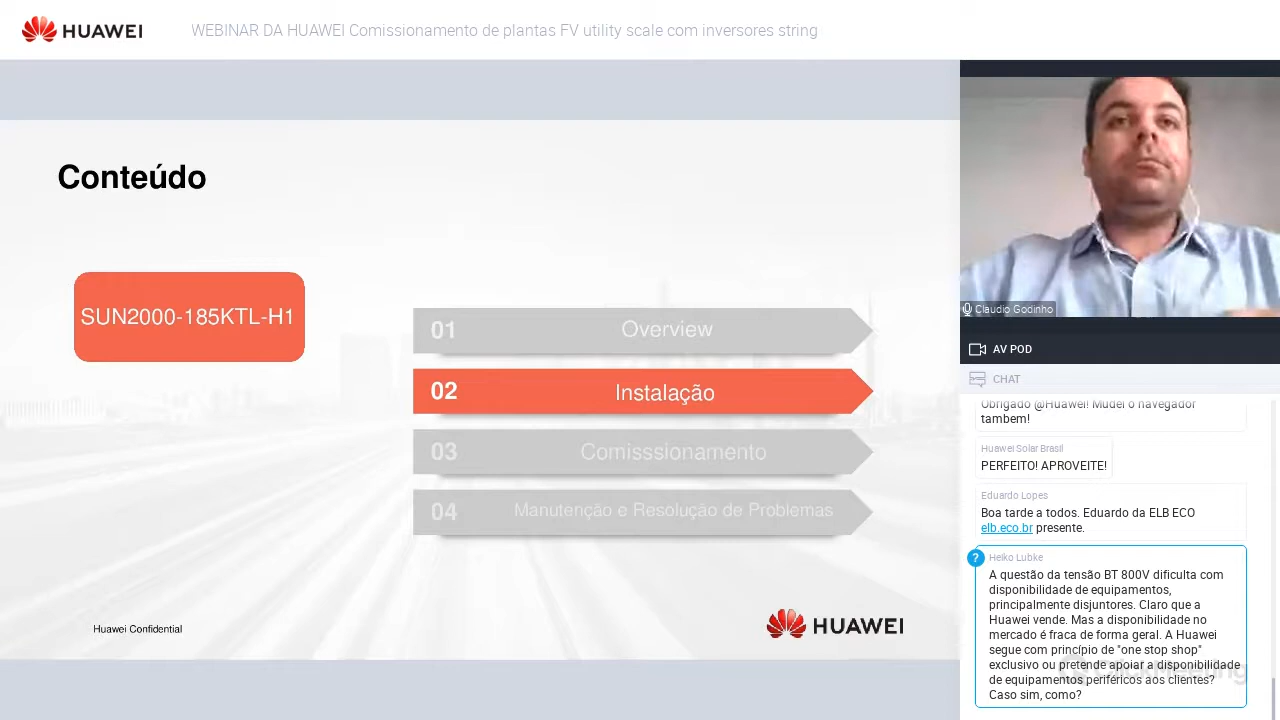 HUAWEI
WEBINAR DA HUAWEI Comissionamento de plantas FV utility scale com inversores string
Conteúdo
SUN2000-185KTL-H1
01 Overview
02 Instalação
03 Comisssionamento
04 Manutenção e Resolução de Problemas
Huawei Confidential
HUAWEI
Claudio Godinho
AV POD
CHAT
Obrigado @Huawei! Mudei o navegador
tambem!
Huawei Solar Brasil
PERFEITO! APROVEITE!
Eduardo Lopes
Boa tarde a todos. Eduardo da ELB ECO
elb.eco.br presente.
?
Heiko Lubke
A questão da tensão BT 800V dificulta com
disponibilidade de equipamentos,
principalmente disjuntores. Claro que a
Huawei vende. Mas a disponibilidade no
mercado é fraca de forma geral. A Huawei
segue com princípio de "one stop shop"
exclusivo ou pretende apoiar a disponibilidade
de equipamentos periféricos aos clientes?
Caso sim, como?